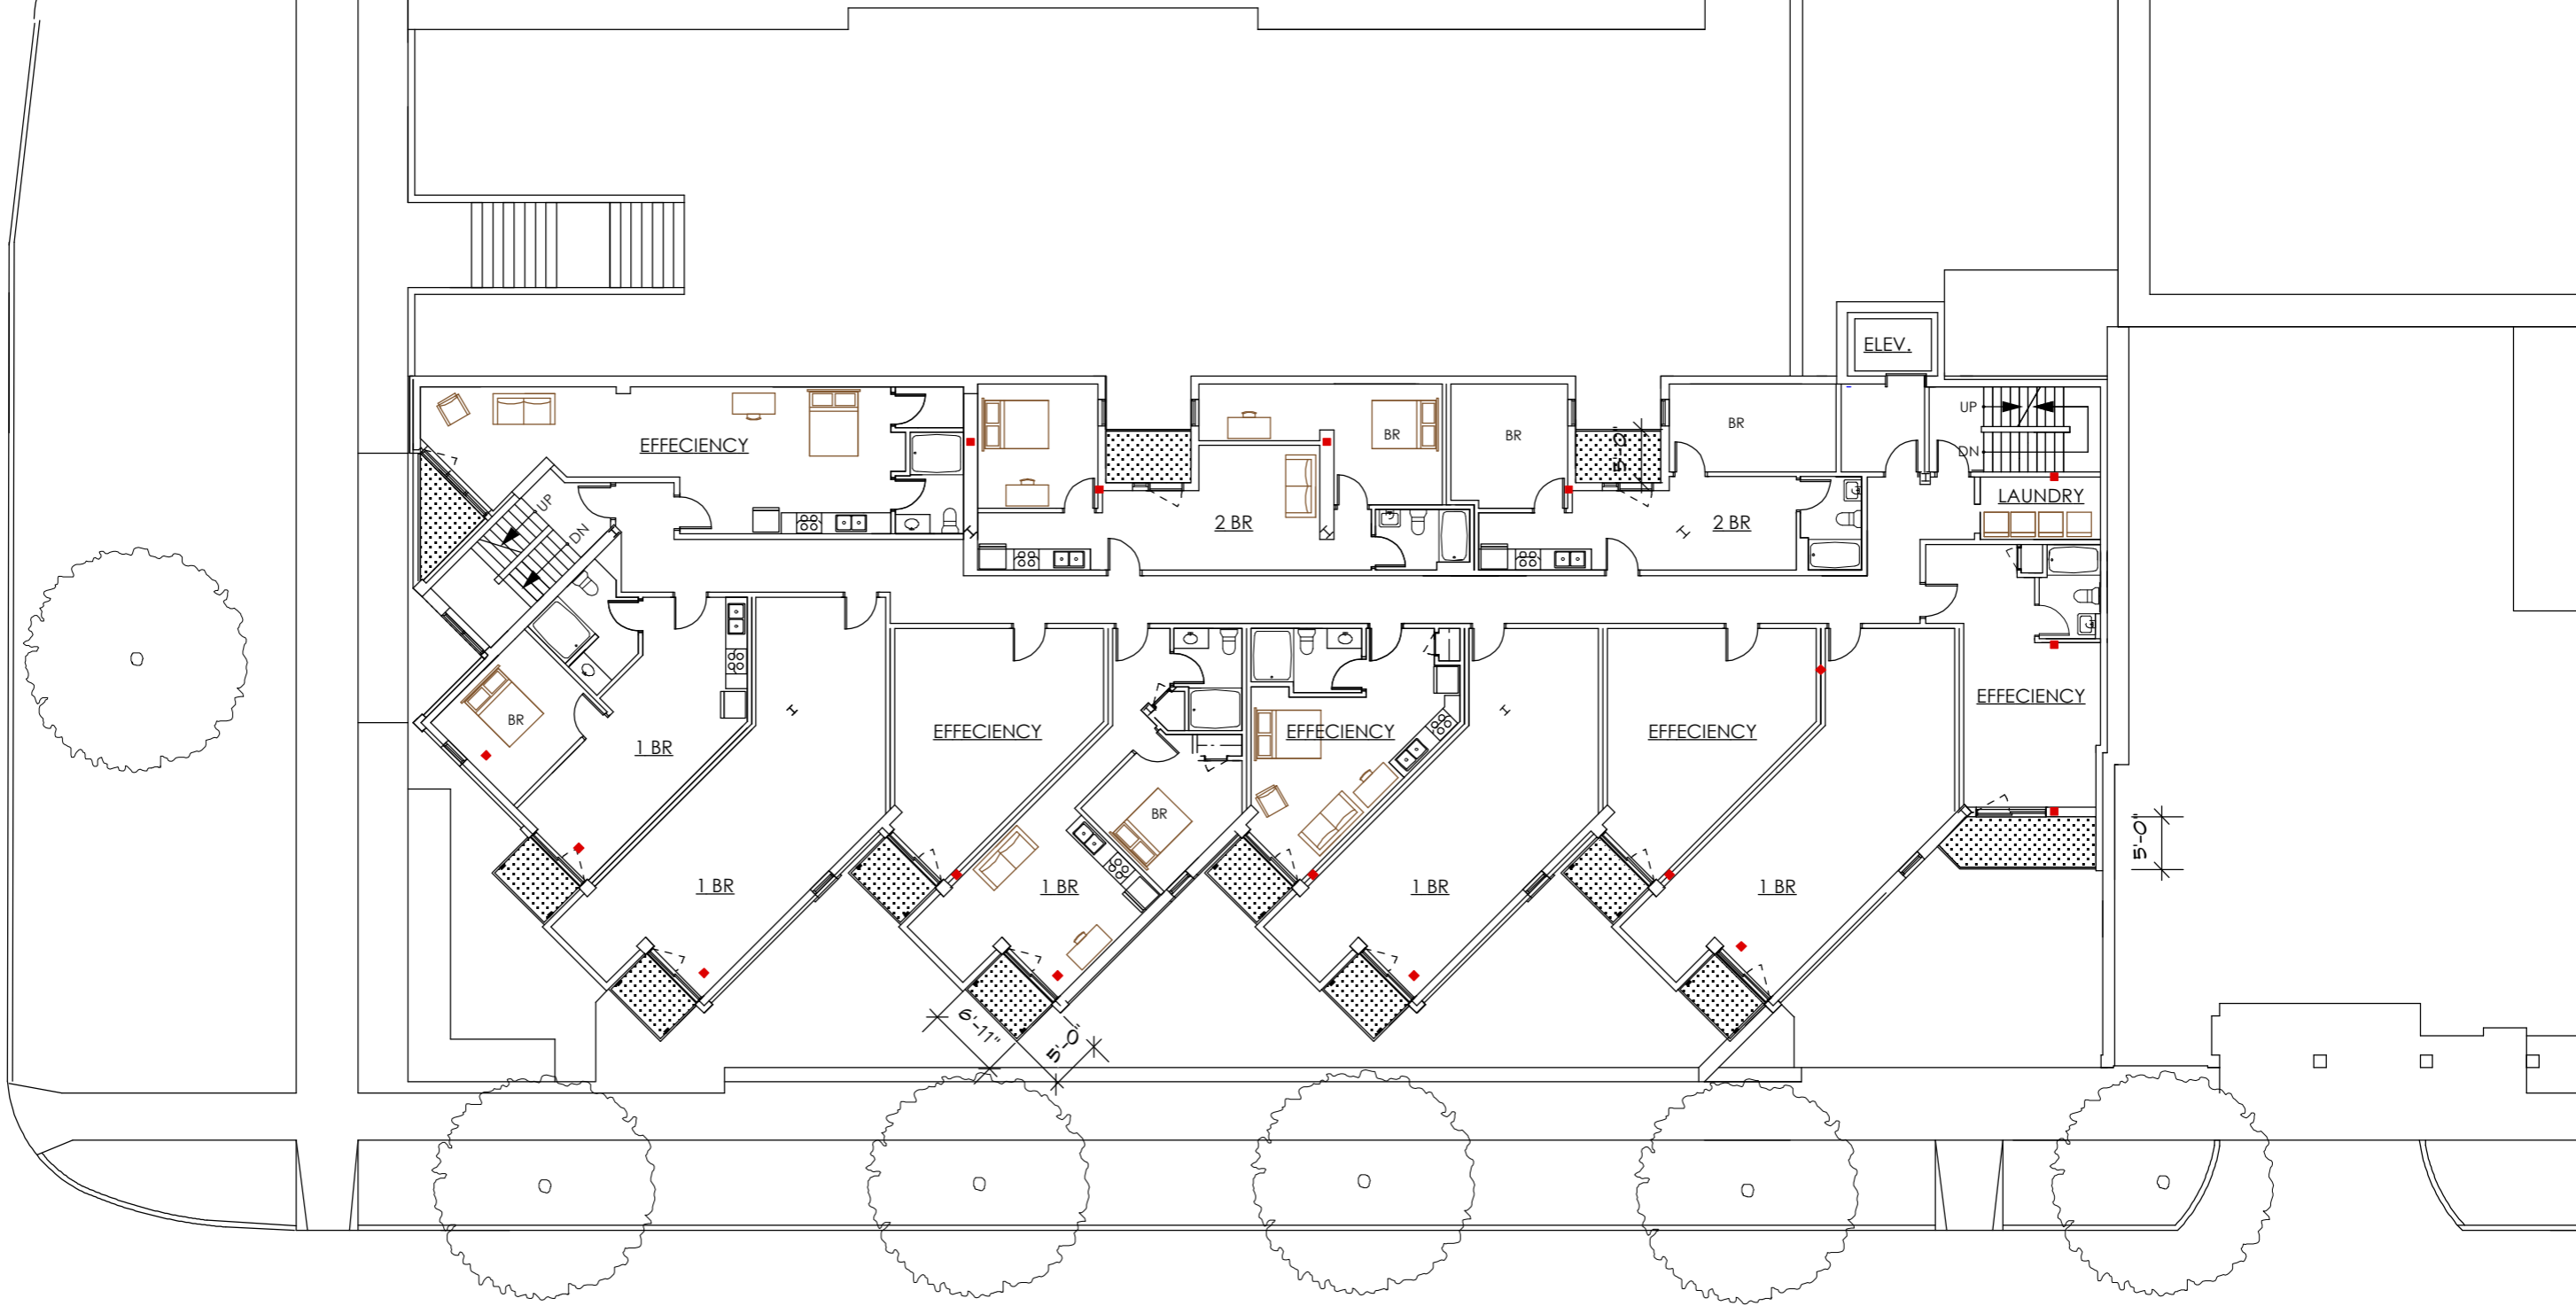 ELEV.
UP
DN
BR
BR
BR
5'-0"
EFFECIENCY
LAUNDRY
2 BR
2 BR
UP
DN
EFFECIENCY
BR
1 BR
EFFECIENCY
EFFECIENCY
EFFECIENCY
BR
5'-0"
1 BR
1 BR
1 BR
1 BR
6'-11"
5'-0"